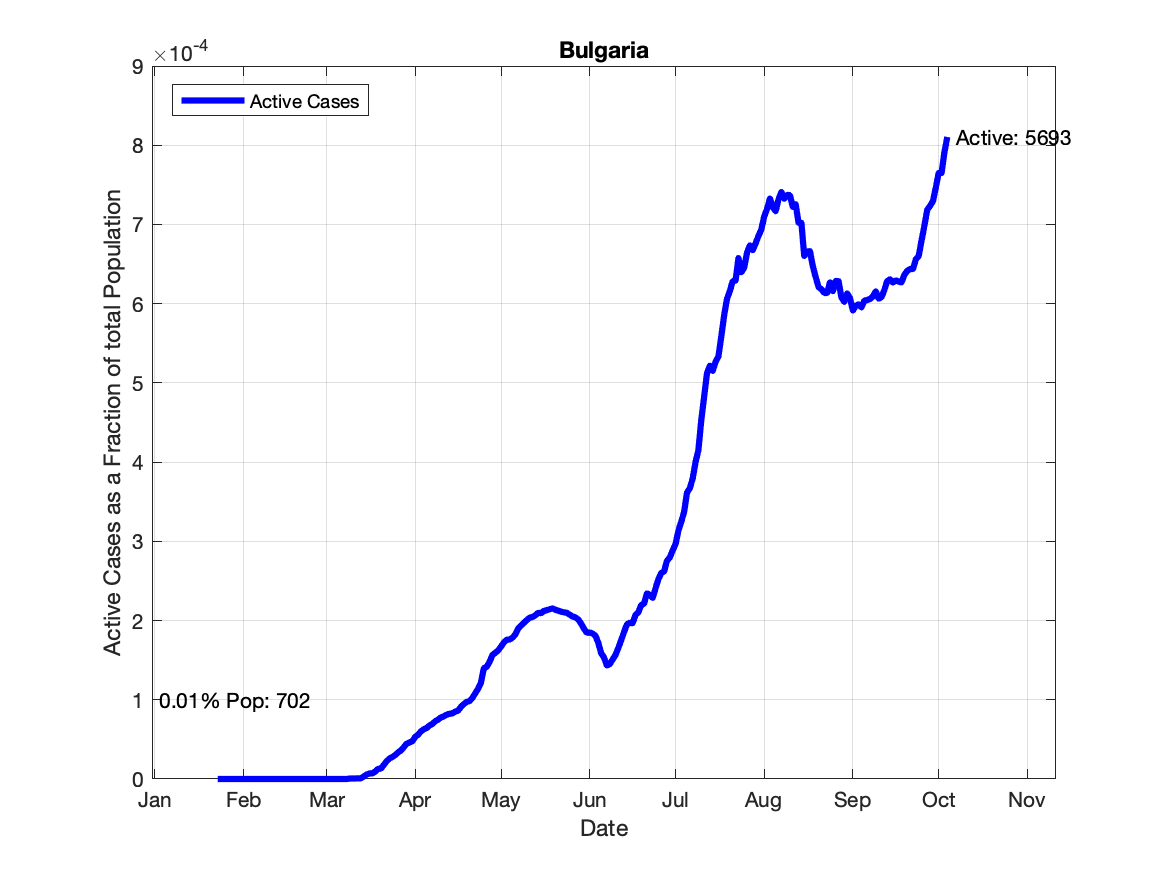 Bulgaria
×10-4
Active Cases
Active: 5693
0.01% Pop: 702
9
8
7
6
5
4
3
2
1
0
Active Cases as a Fraction of total Population
Jan Feb Mar Apr May Jun Jul Aug Sep Oct Nov
Date